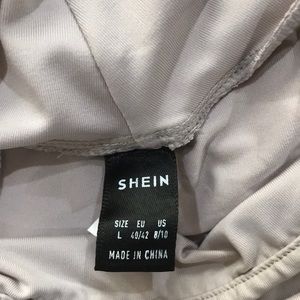 SHEIN
SIZE EU US
L 40/42 8/10
MADE IN CHINA